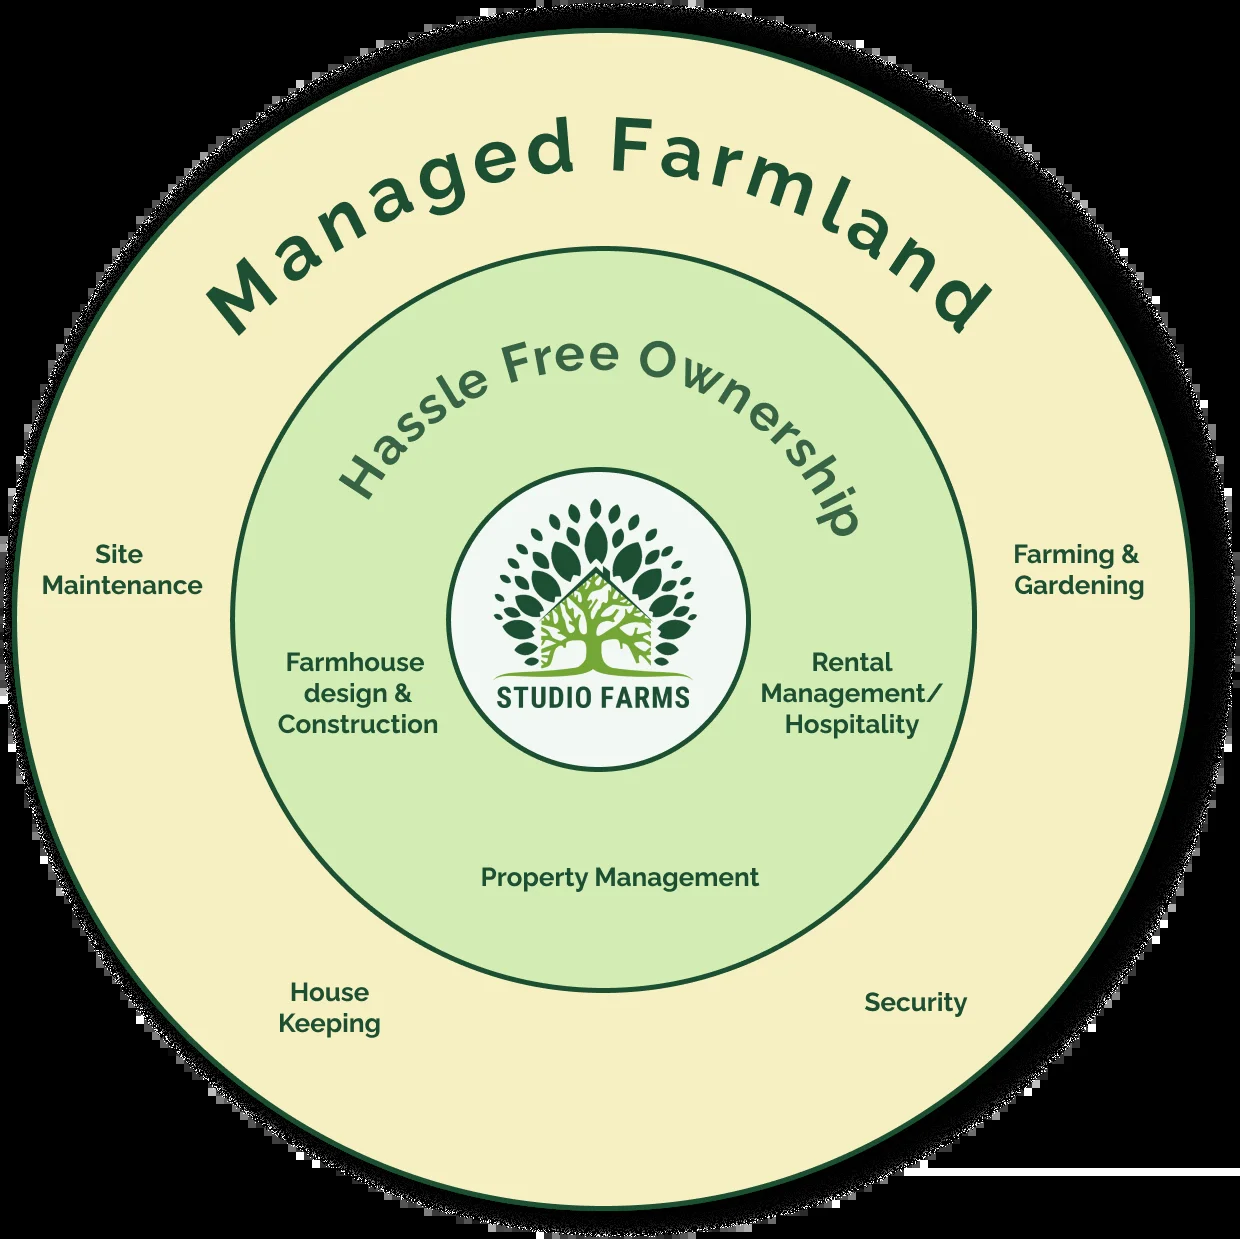 Managed Farmland
Hassle Free Ownership
Site
Maintenance
Farming &
Gardening
Farmhouse
design &
Construction
STUDIO FARMS
Rental
Management/
Hospitality
Property Management
House
Keeping
Security